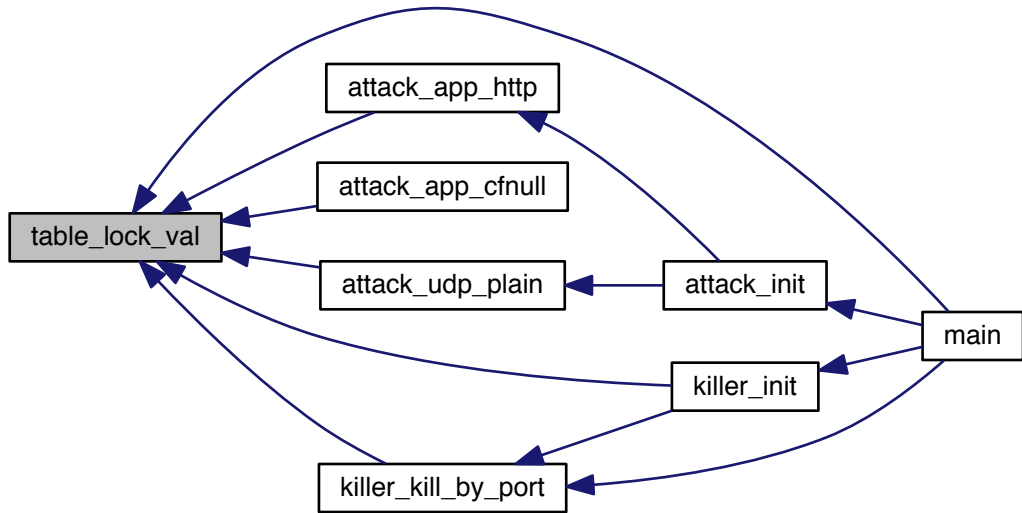 attack_app_http
attack_app_cfnull
table_lock_val
attack_udp_plain
attack_init
main
killer_init
killer_kill_by_port